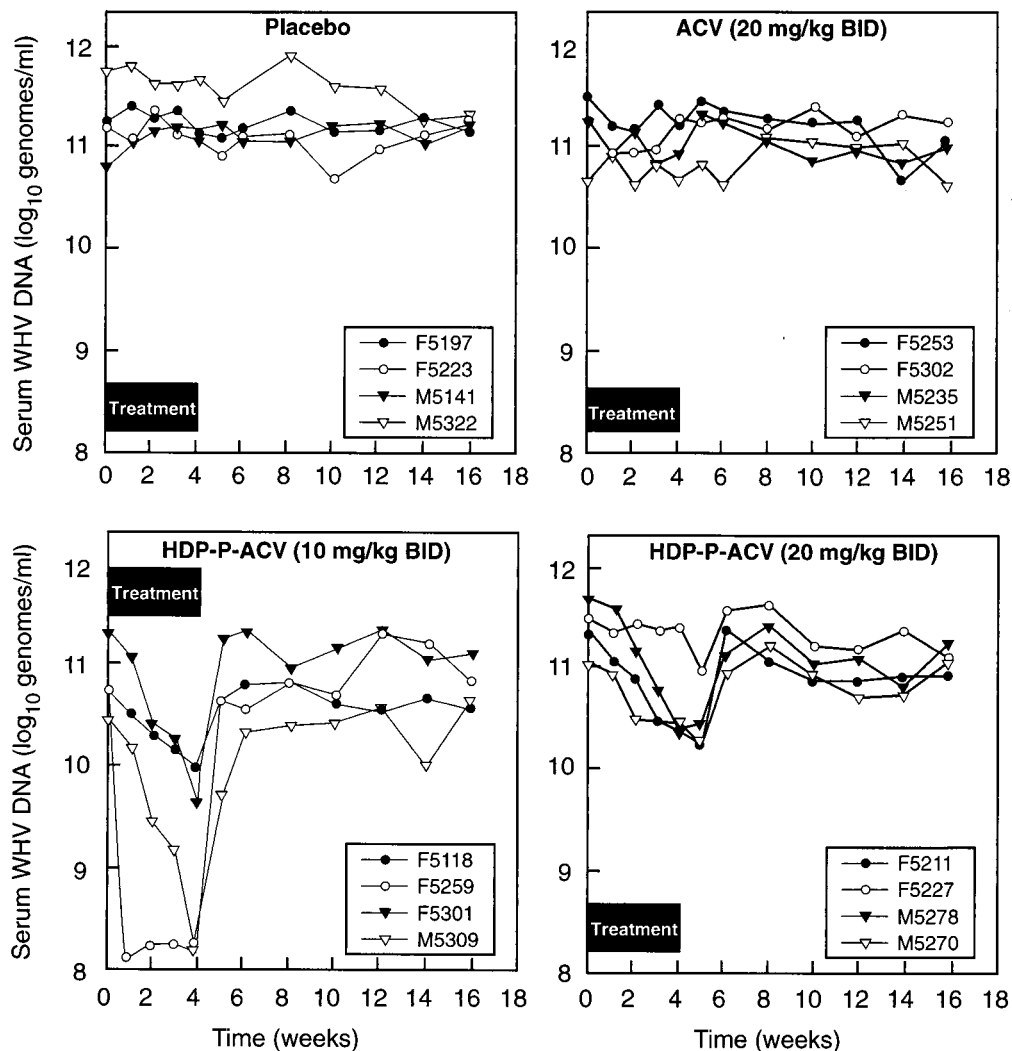 Placebo
ACV (20 mg/kg BID)
Serum WHV DNA (log10 genomes/ml)
12
11
10
9
8
Treatment
F5197
F5223
M5141
M5322
0 2 4 6 8 10 12 14 16 18
12
11
10
9
8
Treatment
F5253
F5302
M5235
M5251
0 2 4 6 8 10 12 14 16 18
HDP-P-ACV (10 mg/kg BID)
HDP-P-ACV (20 mg/kg BID)
Serum WHV DNA (log10 genomes/ml)
12
11
10
9
8
Treatment
F5118
F5259
F5301
M5309
0 2 4 6 8 10 12 14 16 18
Time (weeks)
12
11
10
9
8
Treatment
F5211
F5227
M5278
M5270
0 2 4 6 8 10 12 14 16 18
Time (weeks)